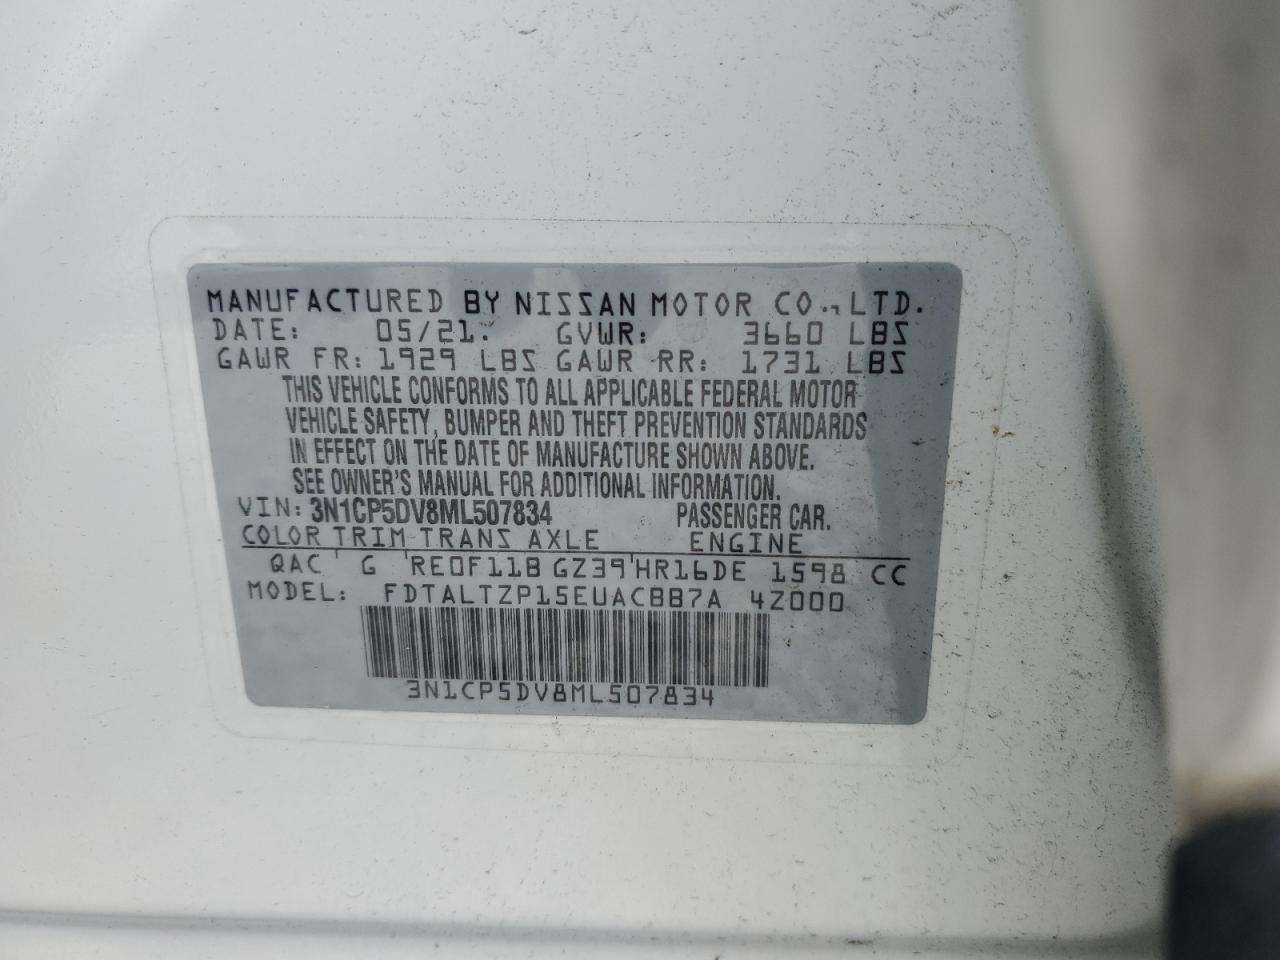 MANUFACTURED BY NISSAN MOTOR CO., LTD.
DATE: 05/21. GVWR: 3660 LBS
GAWR FR: 1929 LBS GAWR RR: 1731 LBS
THIS VEHICLE CONFORMS TO ALL APPLICABLE FEDERAL MOTOR
VEHICLE SAFETY, BUMPER AND THEFT PREVENTION STANDARDS
IN EFFECT ON THE DATE OF MANUFACTURE SHOWN ABOVE.
SEE OWNER'S MANUAL FOR ADDITIONAL INFORMATION.
VIN: 3N1CP5DV8ML507834 PASSENGER CAR.
COLOR TRIM TRANS AXLE ENGINE
QAC G RE0F11B GZ39 HR16DE 1598 CC
MODEL: FDTALTZP15EUACBB7A 4Z000
3N1CP5DV8ML507834